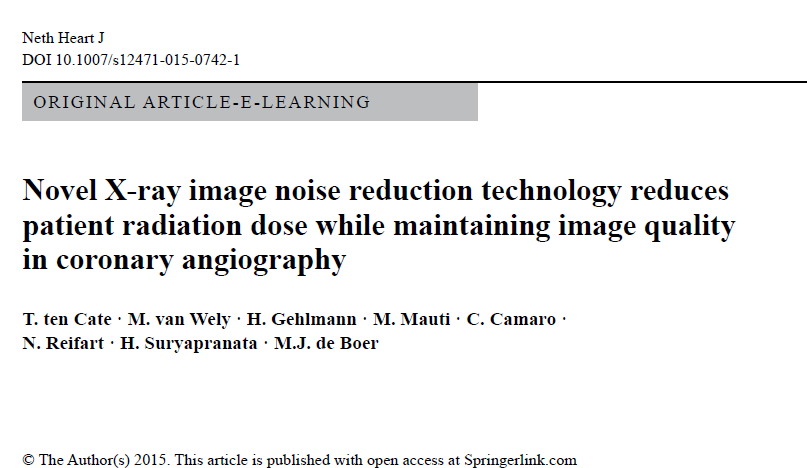 Neth Heart J
DOI 10.1007/s12471-015-0742-1
ORIGINAL ARTICLE-E-LEARNING
Novel X-ray image noise reduction technology reduces
patient radiation dose while maintaining image quality
in coronary angiography
T. ten Cate · M. van Wely · H. Gehlmann · M. Mauti · C. Camaro ·
N. Reifart · H. Suryapranata · M.J. de Boer
© The Author(s) 2015. This article is published with open access at Springerlink.com